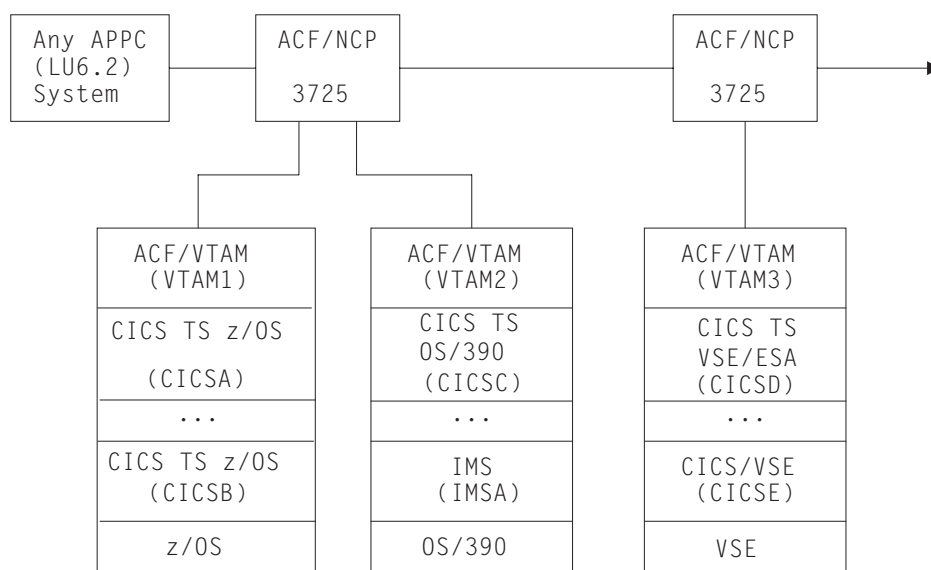 Any APPC
(LU6.2)
System
ACF/NCP
3725
ACF/NCP
3725
ACF/VTAM
(VTAM1)
CICS TS z/OS
(CICSA)
...
CICS TS z/OS
(CICSB)
z/OS
ACF/VTAM
(VTAM2)
CICS TS
OS/390
(CICSC)
...
IMS
(IMSA)
OS/390
ACF/VTAM
(VTAM3)
CICS TS
VSE/ESA
(CICSD)
...
CICS/VSE
(CICSE)
VSE